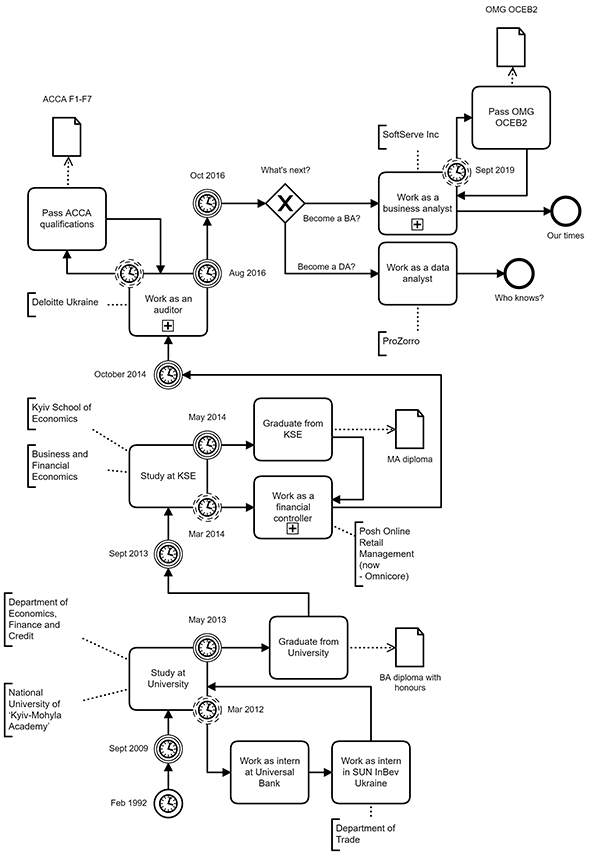 OMG OCEB2
Pass OMG
OCEB2
ACCA F1-F7
SoftServe Inc
Sept 2019
Oct 2016
What's next?
Pass ACCA
qualifications
X
Become a BA?
Work as a
business analyst
Our times
Aug 2016
Become a DA?
Work as a data
analyst
Who knows?
Deloitte Ukraine
Work as an
auditor
ProZorro
October 2014
Kyiv School of
Economics
May 2014
Graduate from
KSE
MA diploma
Business and
Financial
Economics
Study at KSE
Work as a
financial
controller
Mar 2014
Posh Online
Retail
Management
(now
- Omnicore)
Sept 2013
Department of
Economics,
Finance and
Credit
May 2013
Graduate from
University
BA diploma with
honours
Study at
University
National
University of
'Kyiv-Mohyla
Academy'
Mar 2012
Sept 2009
Work as intern
at Universal
Bank
Work as intern
in SUN InBev
Ukraine
Feb 1992
Department of
Trade